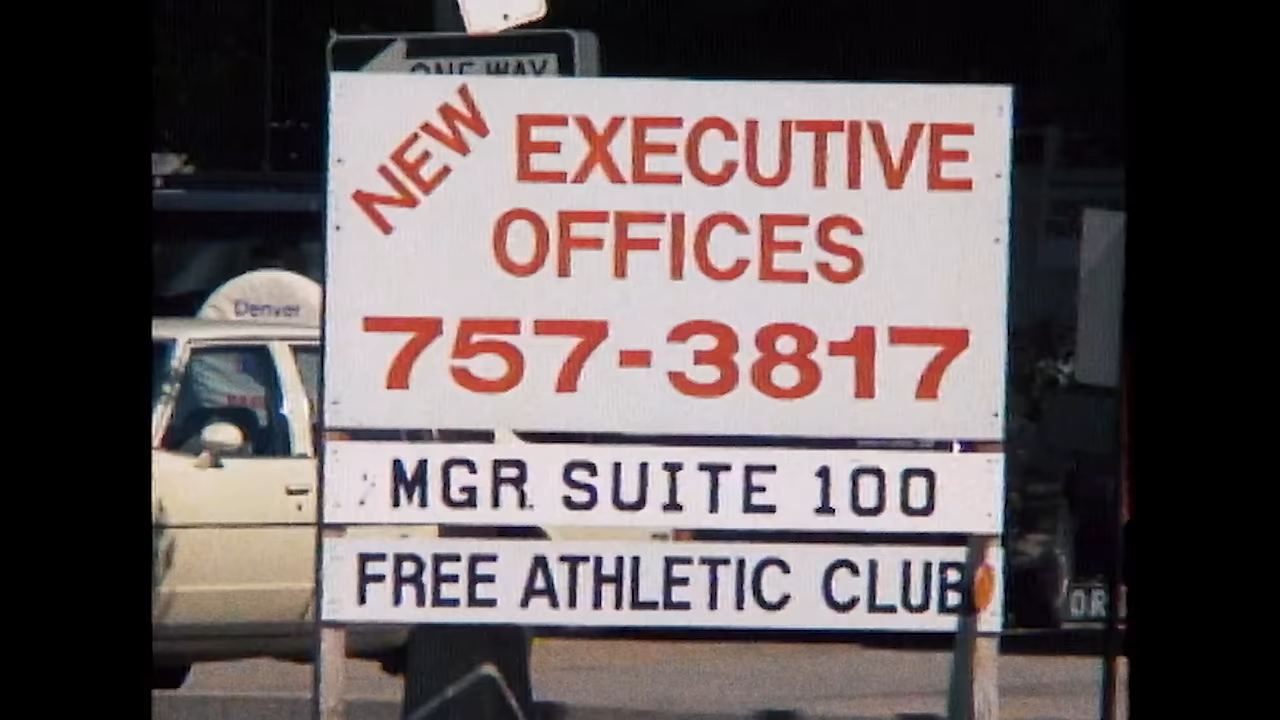 ONE WAY
NEW EXECUTIVE
OFFICES
757-3817
MGR SUITE 100
FREE ATHLETIC CLUB
Denver